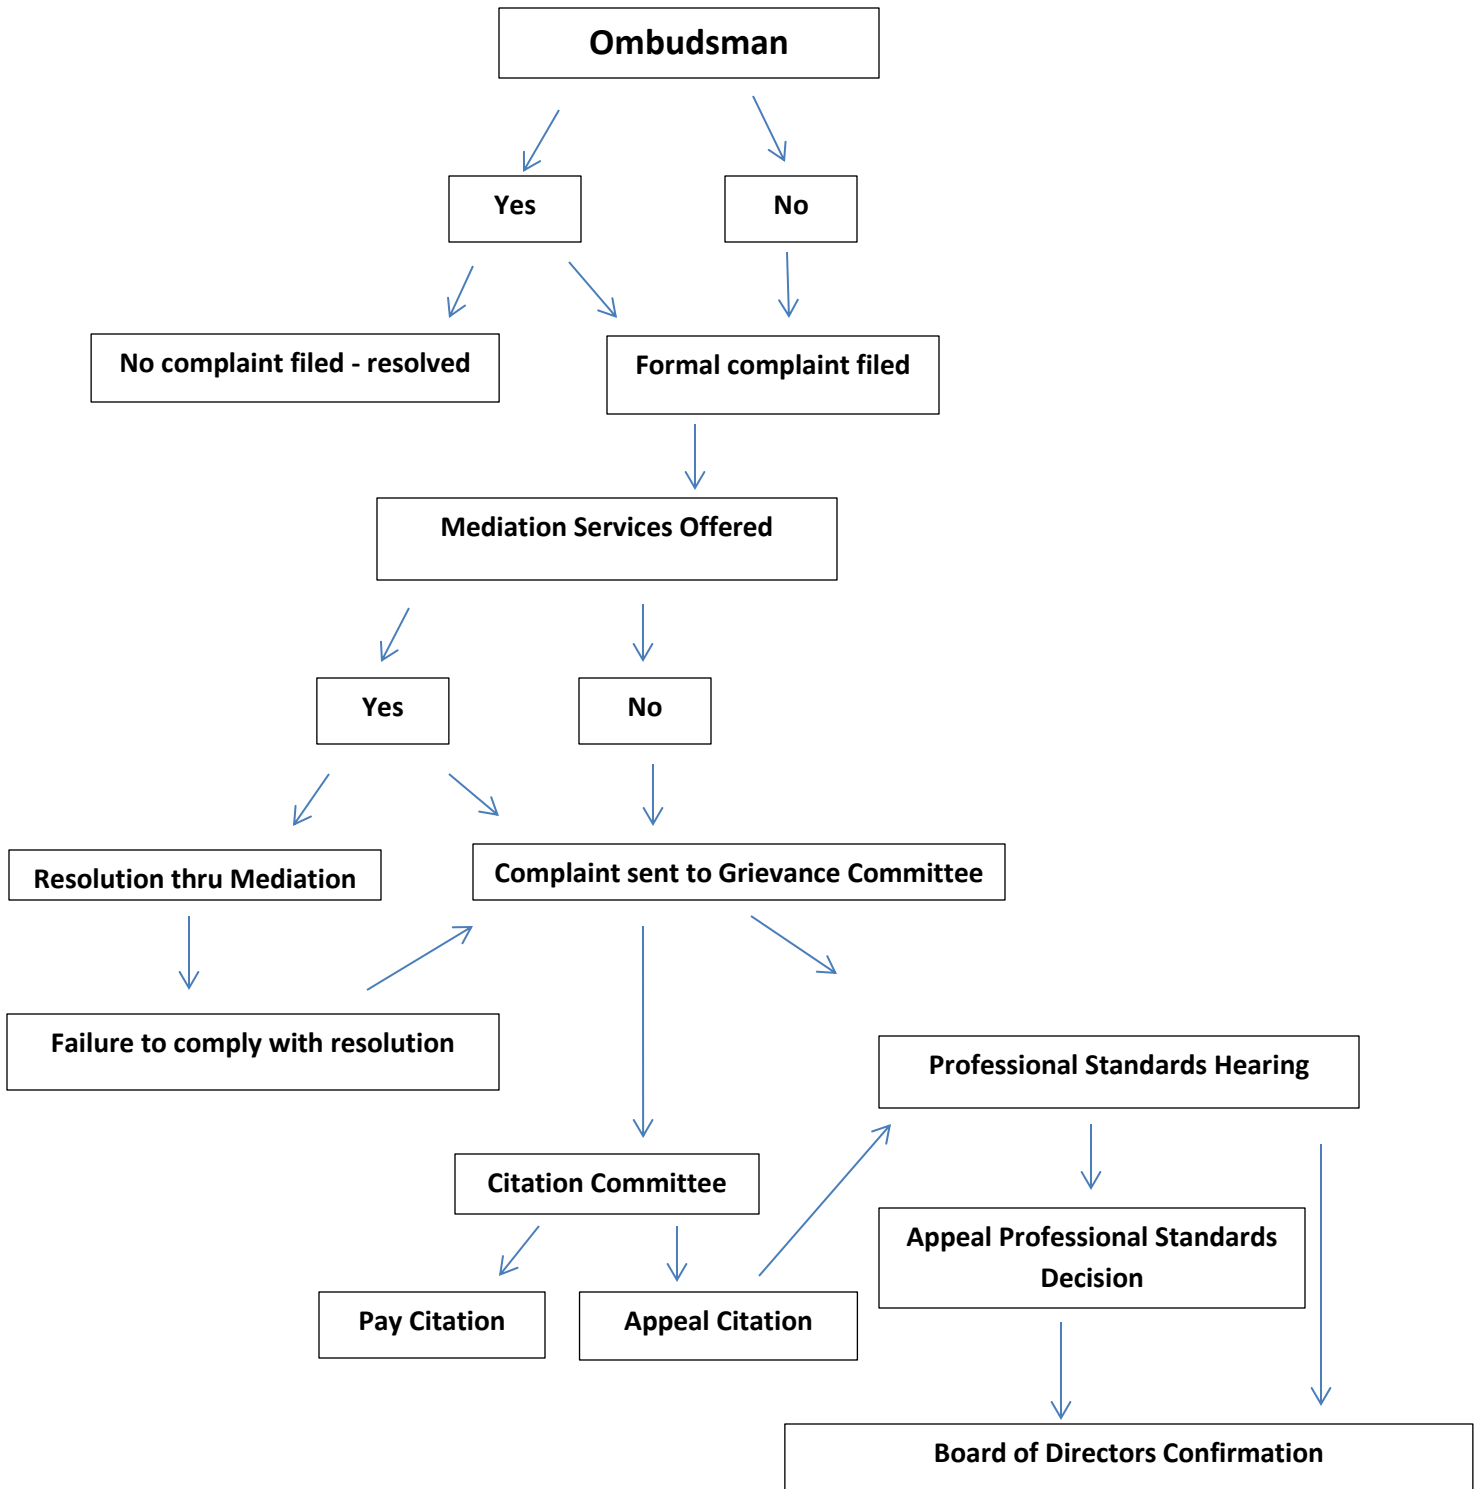 Ombudsman
Yes
No
No complaint filed - resolved
Formal complaint filed
Mediation Services Offered
Yes
No
Resolution thru Mediation
Complaint sent to Grievance Committee
Failure to comply with resolution
Professional Standards Hearing
Citation Committee
Appeal Professional Standards
Decision
Pay Citation
Appeal Citation
Board of Directors Confirmation